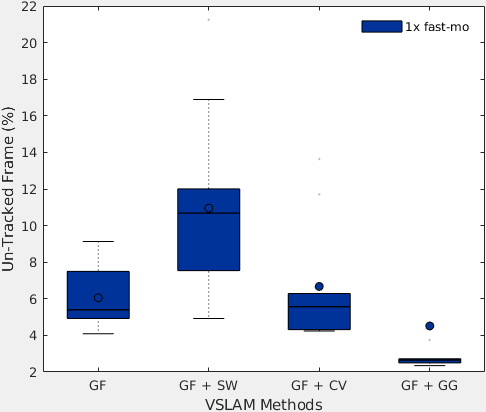 22
20
18
16
14
12
10
8
6
4
2
Un-Tracked Frame (%)
1x fast-mo
GF
GF + SW
GF + CV
GF + GG
VSLAM Methods